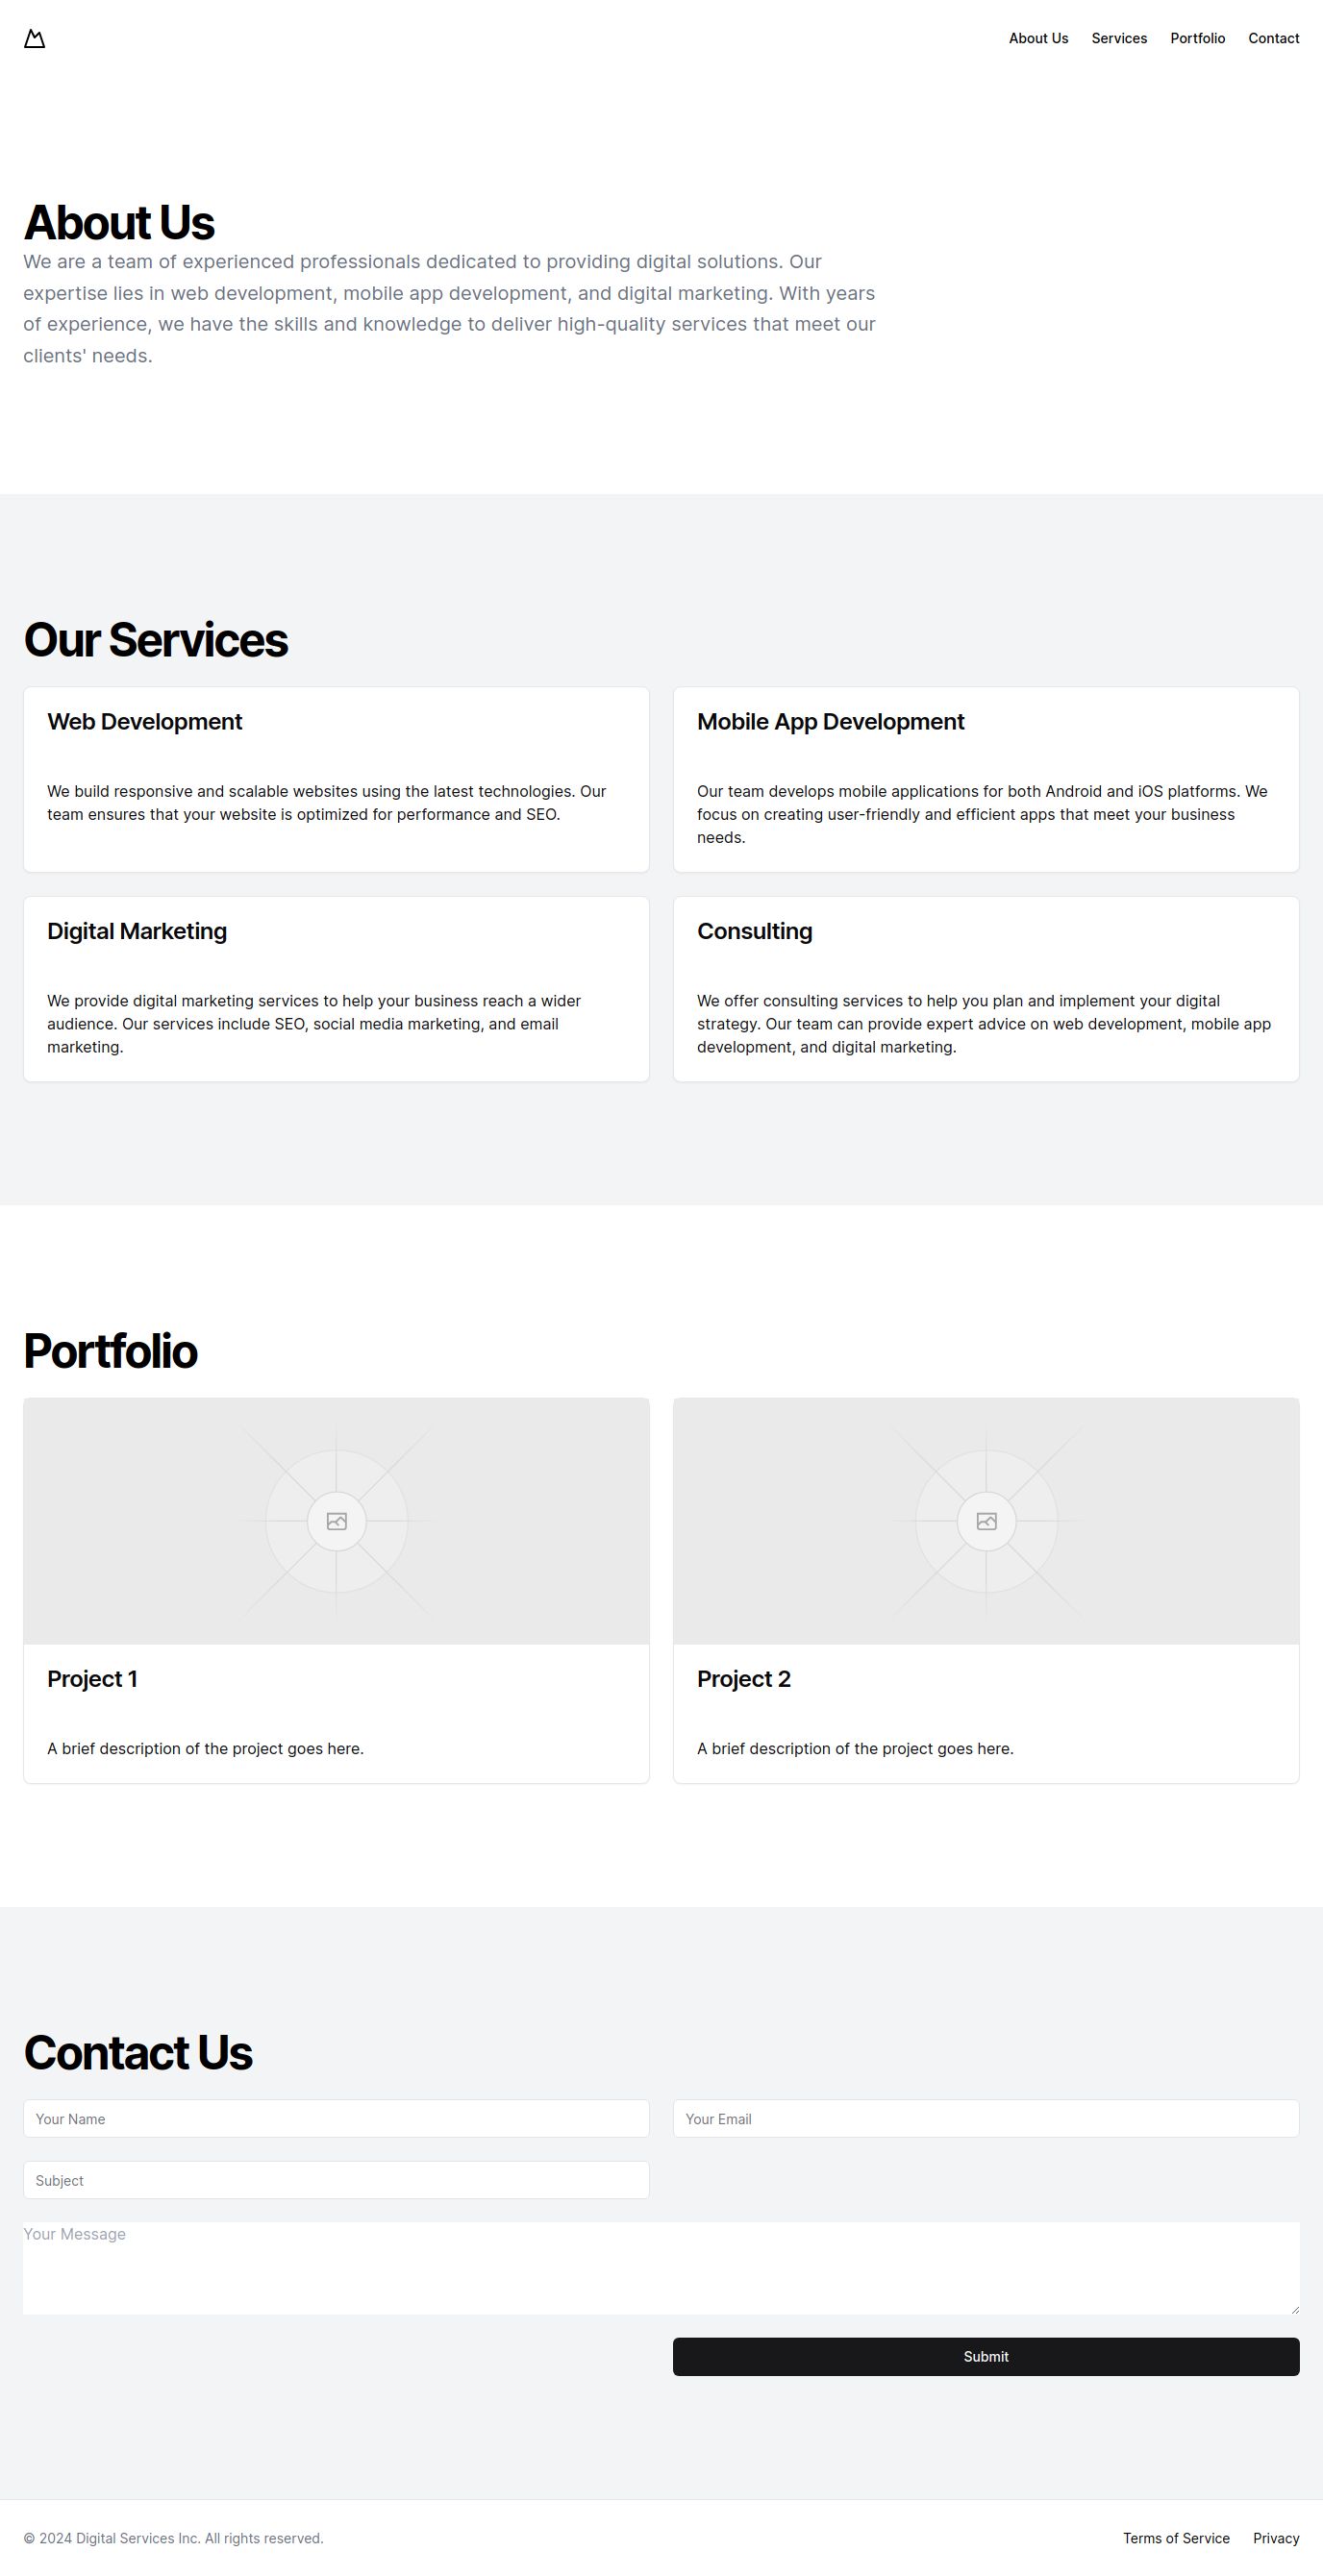 About Us
Services
Portfolio
Contact
About Us
We are a team of experienced professionals dedicated to providing digital solutions. Our
expertise lies in web development, mobile app development, and digital marketing. With years
of experience, we have the skills and knowledge to deliver high-quality services that meet our
clients' needs.
Our Services
Web Development
We build responsive and scalable websites using the latest technologies. Our
team ensures that your website is optimized for performance and SEO.
Mobile App Development
Our team develops mobile applications for both Android and iOS platforms. We
focus on creating user-friendly and efficient apps that meet your business
needs.
Digital Marketing
We provide digital marketing services to help your business reach a wider
audience. Our services include SEO, social media marketing, and email
marketing.
Consulting
We offer consulting services to help you plan and implement your digital
strategy. Our team can provide expert advice on web development, mobile app
development, and digital marketing.
Portfolio
Project 1
A brief description of the project goes here.
Project 2
A brief description of the project goes here.
Contact Us
Your Name
Your Email
Subject
Your Message
Submit
© 2024 Digital Services Inc. All rights reserved.
Terms of Service
Privacy